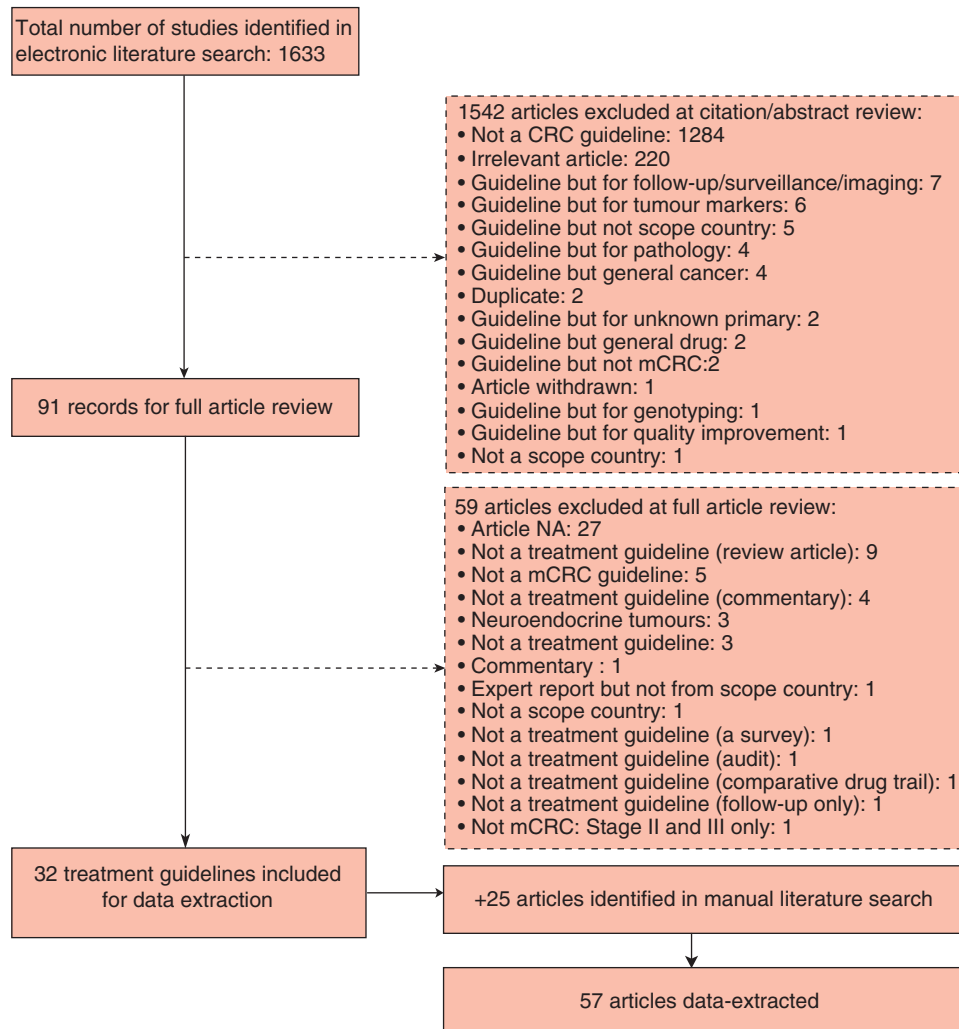 Total number of studies identified in
electronic literature search: 1633
1542 articles excluded at citation/abstract review:
• Not a CRC guideline: 1284
• Irrelevant article: 220
• Guideline but for follow-up/surveillance/imaging: 7
• Guideline but for tumour markers: 6
• Guideline but not scope country: 5
• Guideline but for pathology: 4
• Guideline but general cancer: 4
• Duplicate: 2
• Guideline but for unknown primary: 2
• Guideline but general drug: 2
• Guideline but not mCRC:2
• Article withdrawn: 1
• Guideline but for genotyping: 1
• Guideline but for quality improvement: 1
• Not a scope country: 1
91 records for full article review
59 articles excluded at full article review:
• Article NA: 27
• Not a treatment guideline (review article): 9
• Not a mCRC guideline: 5
• Not a treatment guideline (commentary): 4
• Neuroendocrine tumours: 3
• Not a treatment guideline: 3
• Commentary : 1
• Expert report but not from scope country: 1
• Not a scope country: 1
• Not a treatment guideline (a survey): 1
• Not a treatment guideline (audit): 1
• Not a treatment guideline (comparative drug trail): 1
• Not a treatment guideline (follow-up only): 1
• Not mCRC: Stage II and III only: 1
32 treatment guidelines included
for data extraction
+25 articles identified in manual literature search
57 articles data-extracted